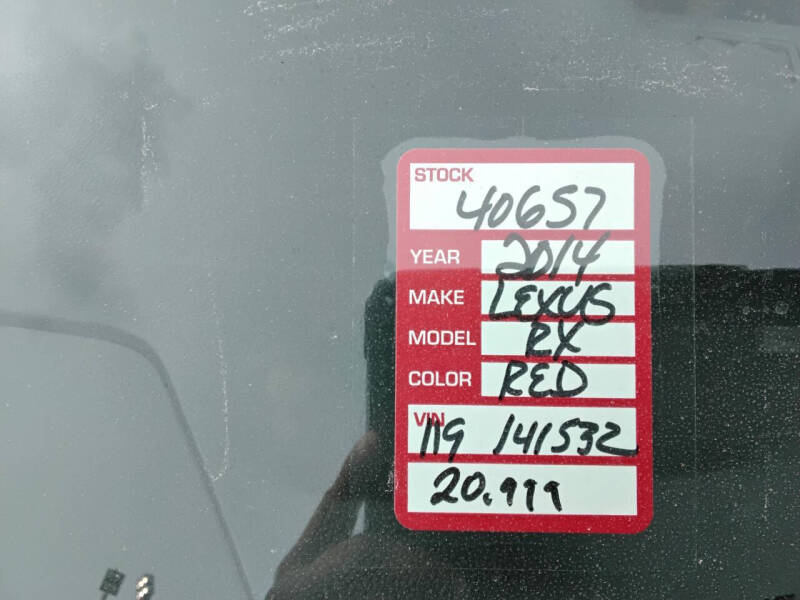 STOCK
40657
YEAR 2014
MAKE LEXUS
MODEL RX
COLOR RED
VIN
119 141532
20.999